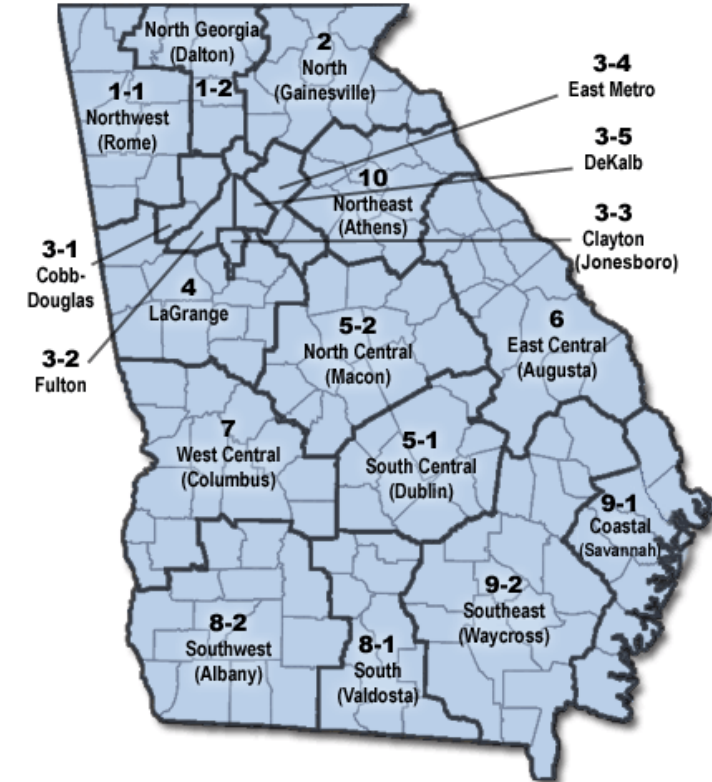 North Georgia
(Dalton)
1-2
2
North
(Gainesville)
1-1
Northwest
(Rome)
3-4
East Metro
3-5
DeKalb
10
Northeast
(Athens)
3-3
Clayton
(Jonesboro)
3-1
Cobb-
Douglas
4
LaGrange
3-2
Fulton
5-2
North Central
(Macon)
6
East Central
(Augusta)
7
West Central
(Columbus)
5-1
South Central
(Dublin)
9-1
Coastal
(Savannah)
9-2
Southeast
(Waycross)
8-2
Southwest
(Albany)
8-1
South
(Valdosta)